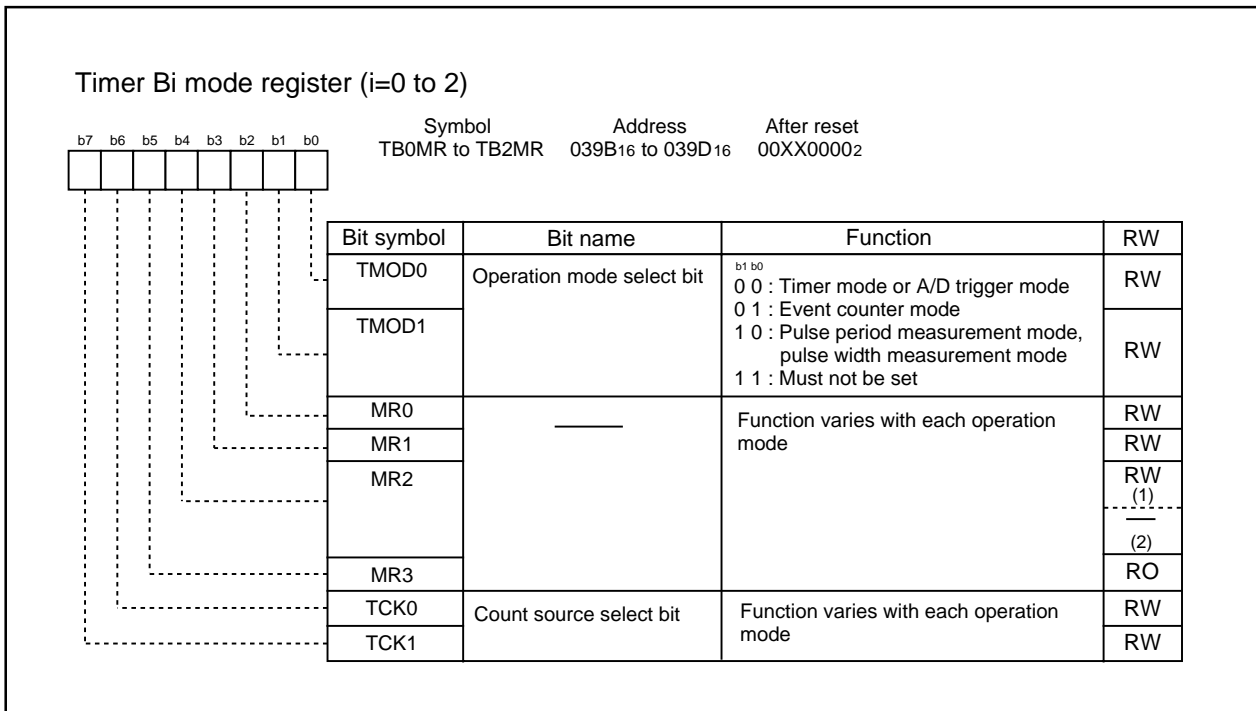 Timer Bi mode register (i=0 to 2)
Symbol Address After reset
b7 b6 b5 b4 b3 b2 b1 b0
TB0MR to TB2MR 039B16 to 039D16 00XX00002
Bit symbol Bit name Function RW
TMOD0 Operation mode select bit b1 b0
0 0 : Timer mode or A/D trigger mode RW
0 1 : Event counter mode
TMOD1 1 0 : Pulse period measurement mode,
pulse width measurement mode RW
1 1 : Must not be set
MR0 Function varies with each operation RW
MR1 mode RW
MR2 RW
(1)
(2)
MR3 RO
TCK0 Count source select bit Function varies with each operation RW
TCK1 mode RW